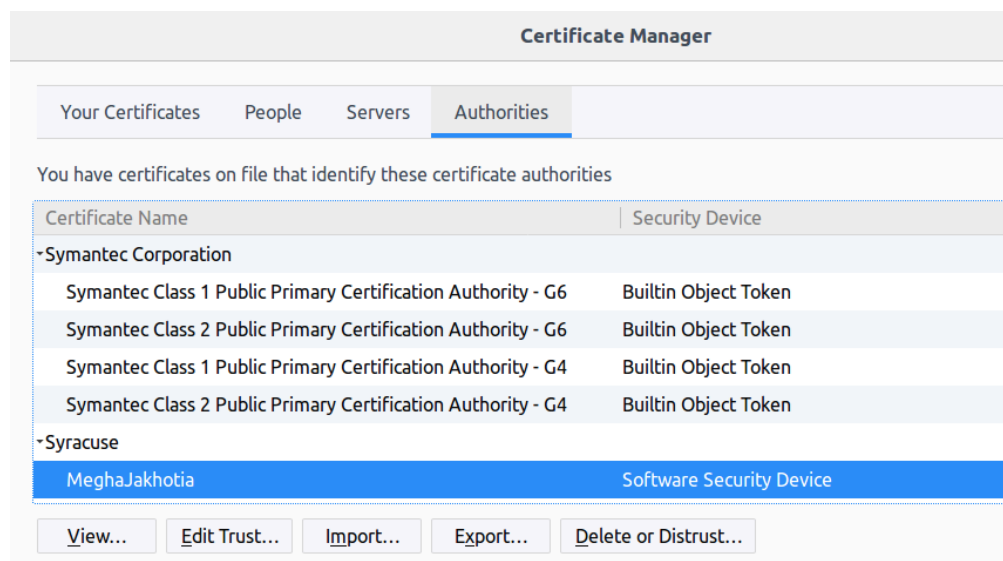 Certificate Manager
Your Certificates People Servers Authorities
You have certificates on file that identify these certificate authorities
Certificate Name Security Device
Symantec Corporation
Symantec Class 1 Public Primary Certification Authority - G6 Builtin Object Token
Symantec Class 2 Public Primary Certification Authority - G6 Builtin Object Token
Symantec Class 1 Public Primary Certification Authority - G4 Builtin Object Token
Symantec Class 2 Public Primary Certification Authority - G4 Builtin Object Token
Syracuse
MeghaJakhotia Software Security Device
View... Edit Trust... Import... Export... Delete or Distrust...